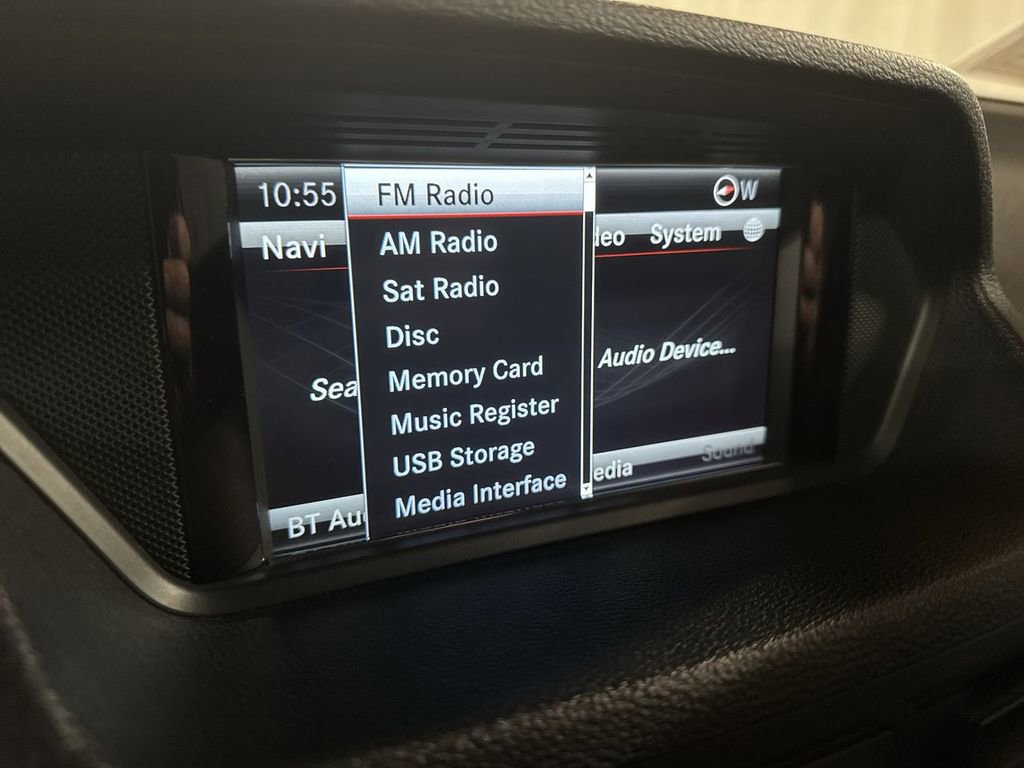 10:55
W
Navi
deo System
Sea
Audio Device...
BT Au
edia
Sound
FM Radio
AM Radio
Sat Radio
Disc
Memory Card
Music Register
USB Storage
Media Interface